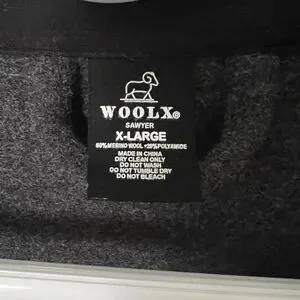 WOOLX®
SAWYER
X-LARGE
80% MERINO WOOL +20% POLYAMIDE
MADE IN CHINA
DRY CLEAN ONLY
DO NOT WASH
DO NOT TUMBLE DRY
DO NOT BLEACH